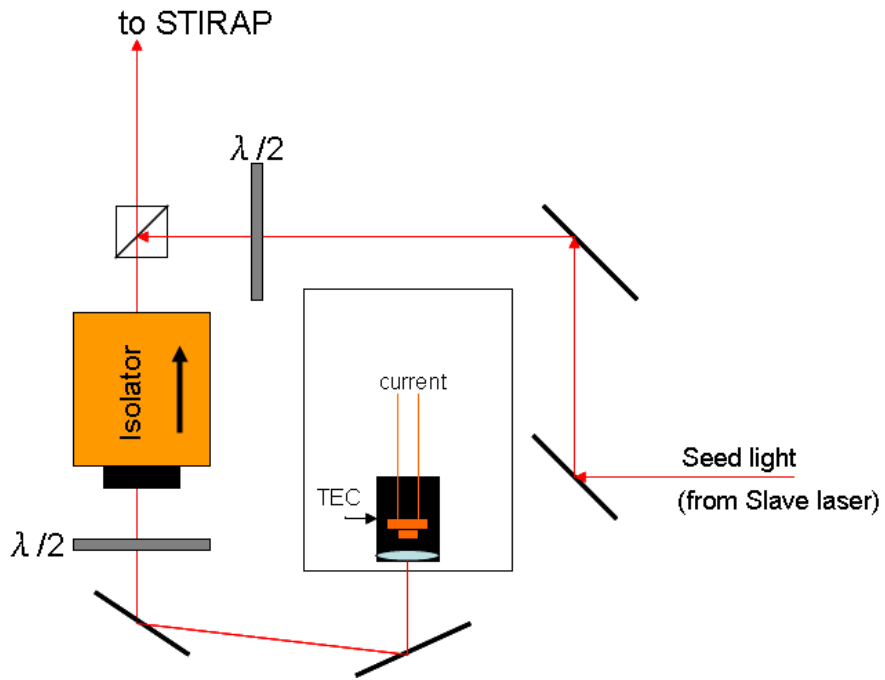 to STIRAP
λ/2
Isolator
current
TEC
Seed light
(from Slave laser)
λ/2